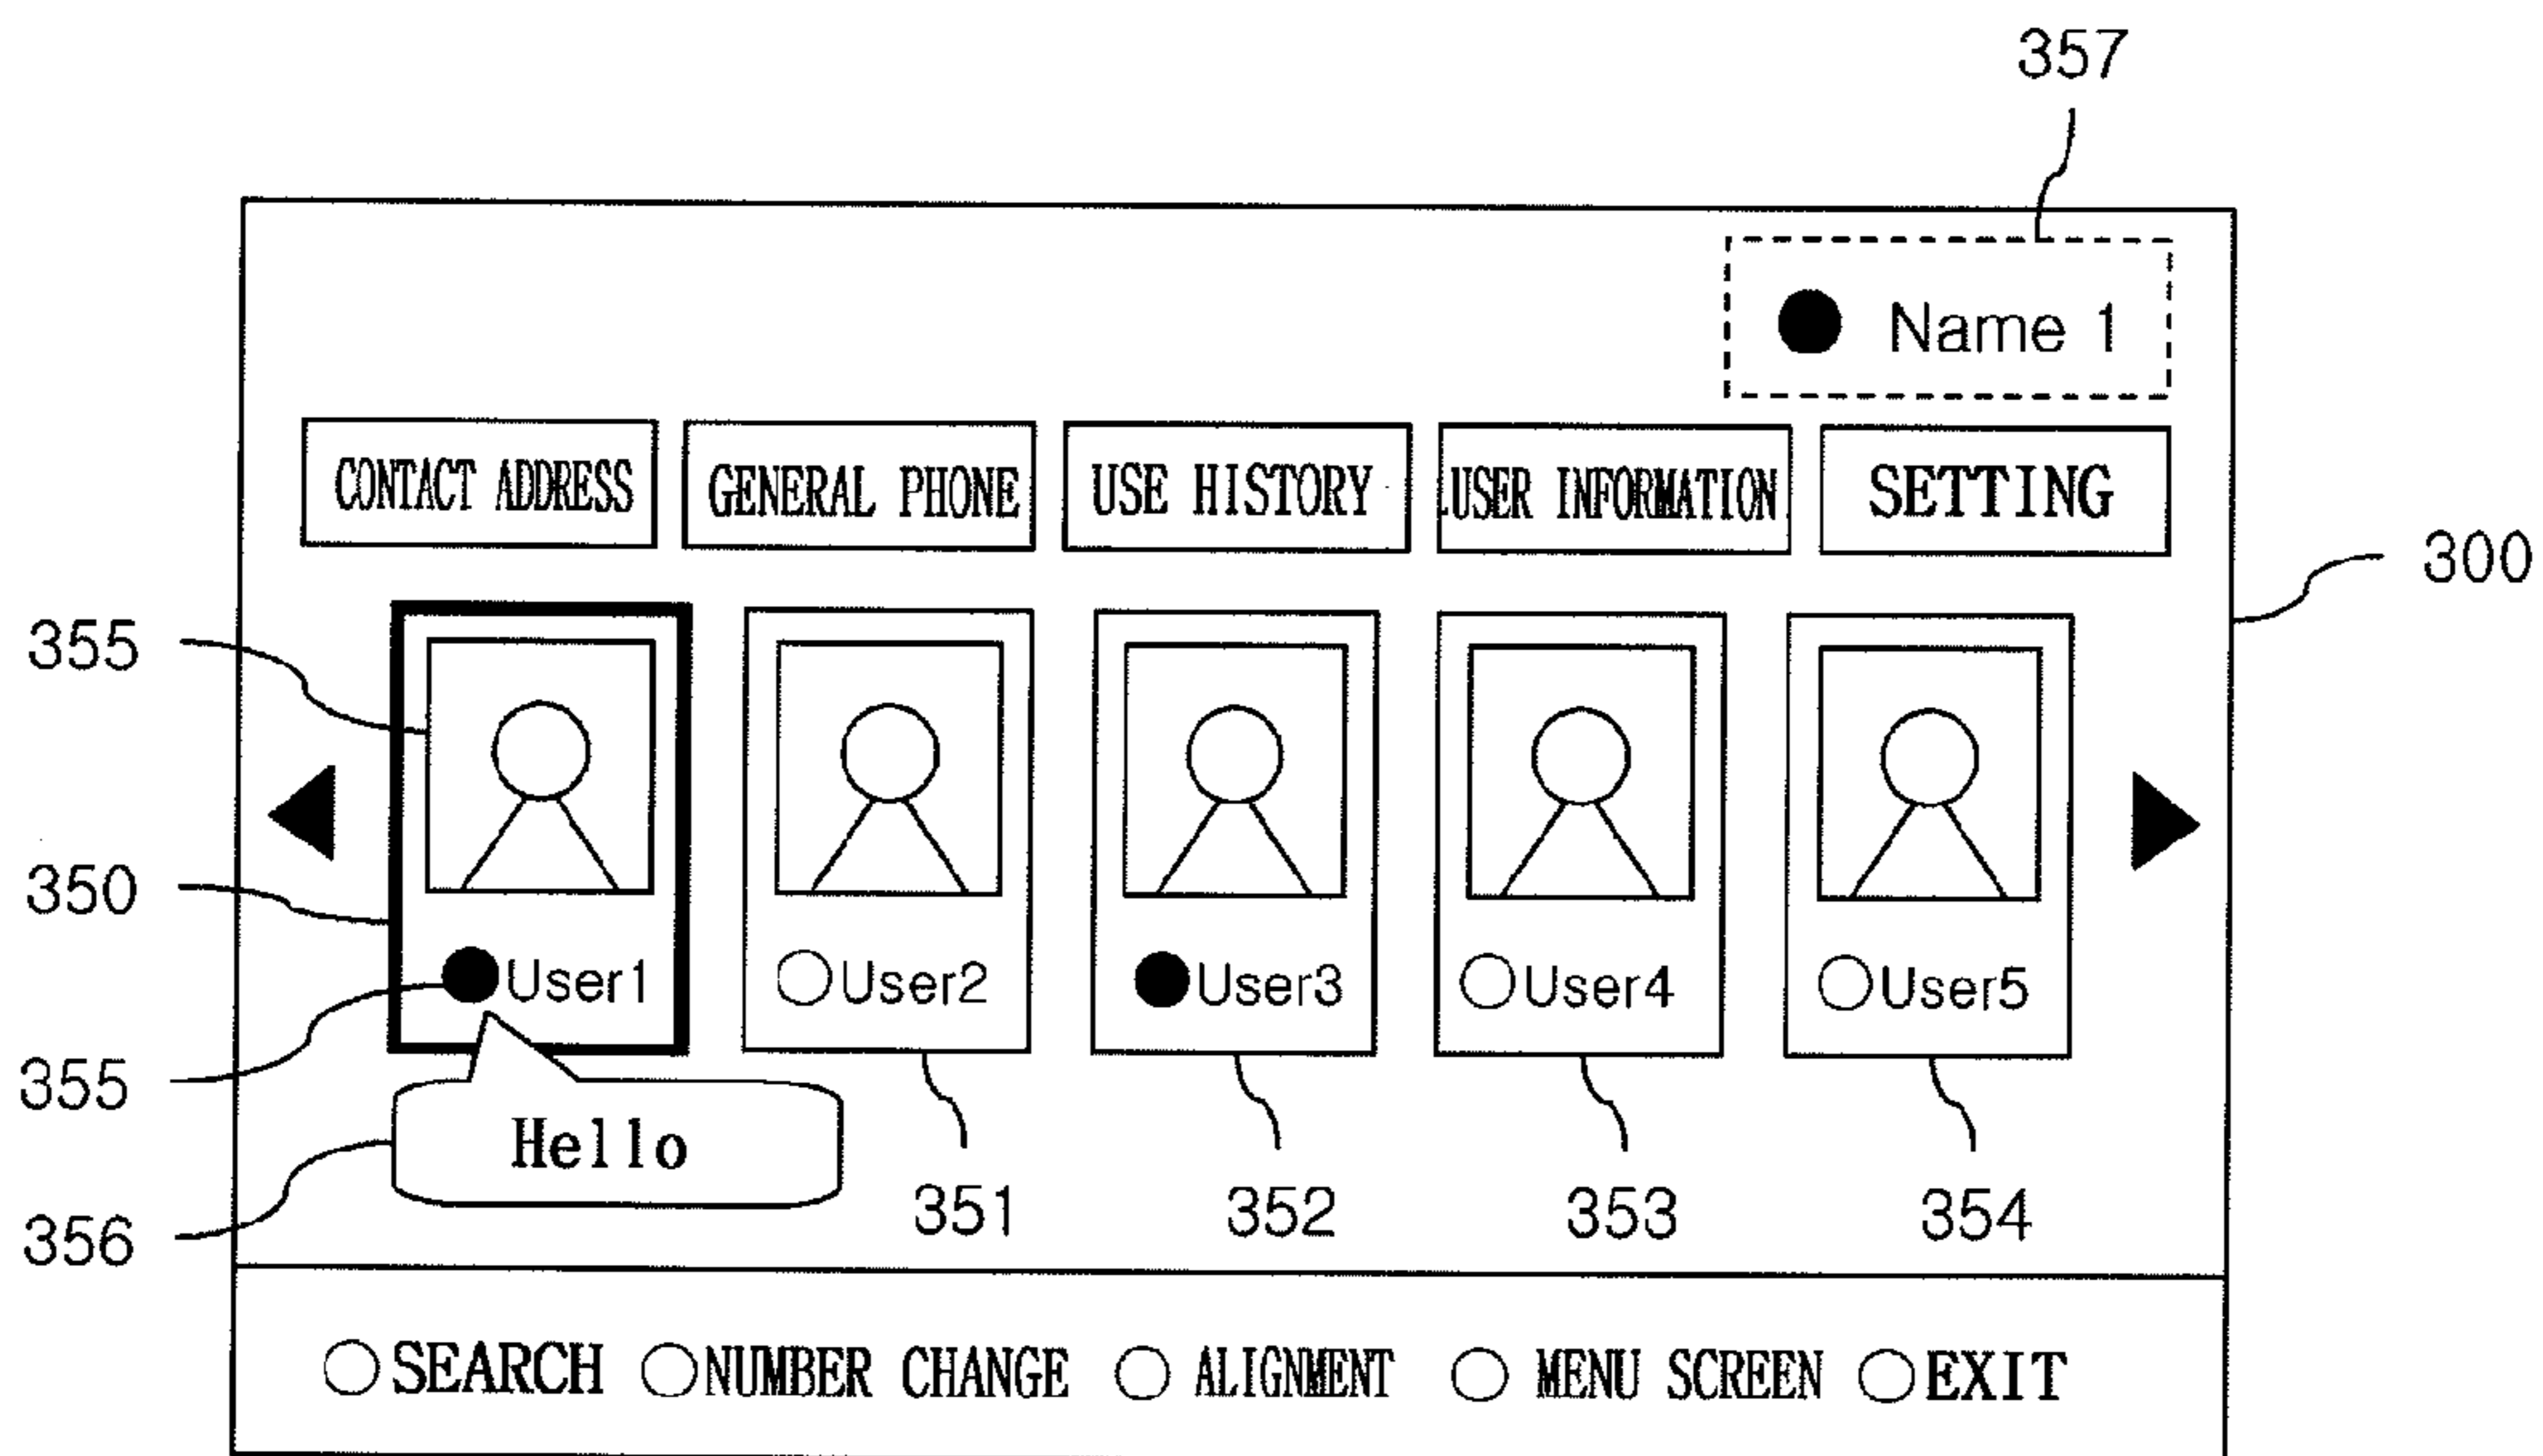 357
Name 1
CONTACT ADDRESS GENERAL PHONE USE HISTORY USER INFORMATION SETTING
300
355
350
User1 User2 User3 User4 User5
355
Hello
356
351 352 353 354
SEARCH NUMBER CHANGE ALIGNMENT MENU SCREEN EXIT